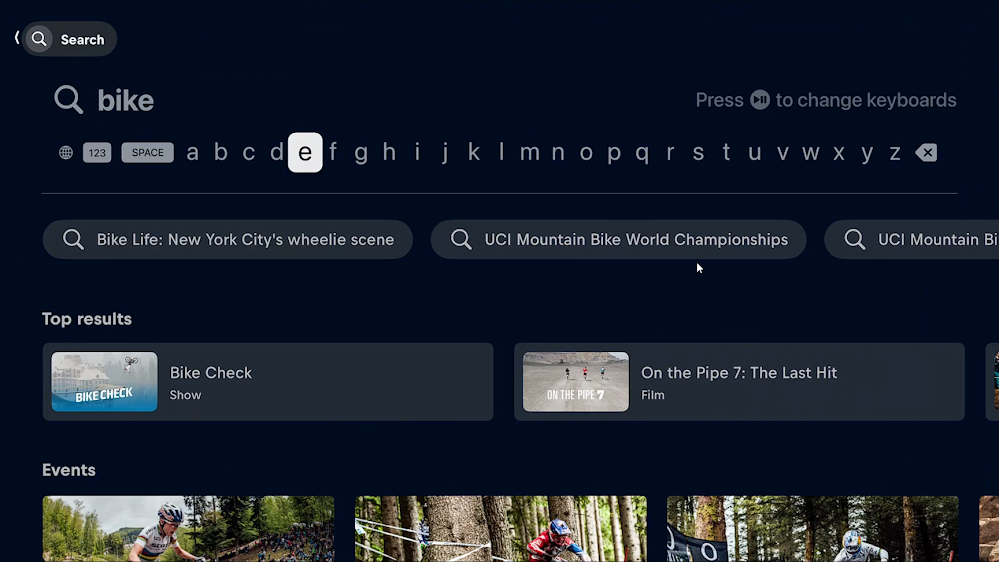 Search
bike
Press to change keyboards
123 SPACE a b c d e f g h i j k l m n o p q r s t u v w x y z
Bike Life: New York City's wheelie scene
UCI Mountain Bike World Championships
UCI Mountain Bi
Top results
BIKE CHECK
Bike Check
Show
ON THE PIPE 7
On the Pipe 7: The Last Hit
Film
Events